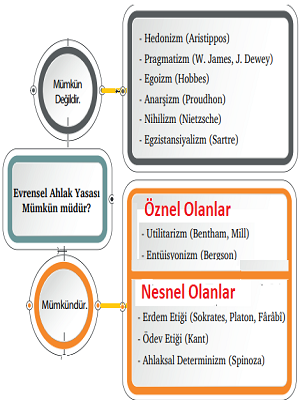 Mümkün
Değildir.
- Hedonizm (Aristippos)
- Pragmatizm (W. James, J. Dewey)
- Egoizm (Hobbes)
- Anarşizm (Proudhon)
- Nihilizm (Nietzsche)
- Egzistansiyalizm (Sartre)
Evrensel Ahlak Yasası
Mümkün müdür?
Mümkündür.
Öznel Olanlar
- Utilitarizm (Bentham, Mill)
- Entüisyonizm (Bergson)
Nesnel Olanlar
- Erdem Etiği (Sokrates, Platon, Fârâbî)
- Ödev Etiği (Kant)
- Ahlaksal Determinizm (Spinoza)